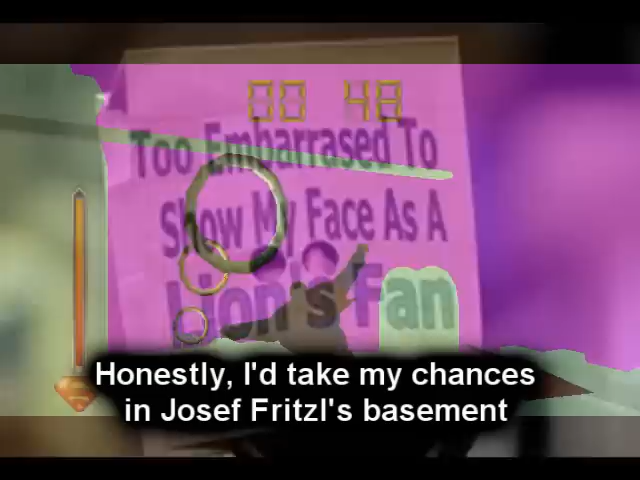 00 48
Too Embarrased To
Show My Face As A
Lion's Fan
Honestly, I'd take my chances
in Josef Fritzl's basement